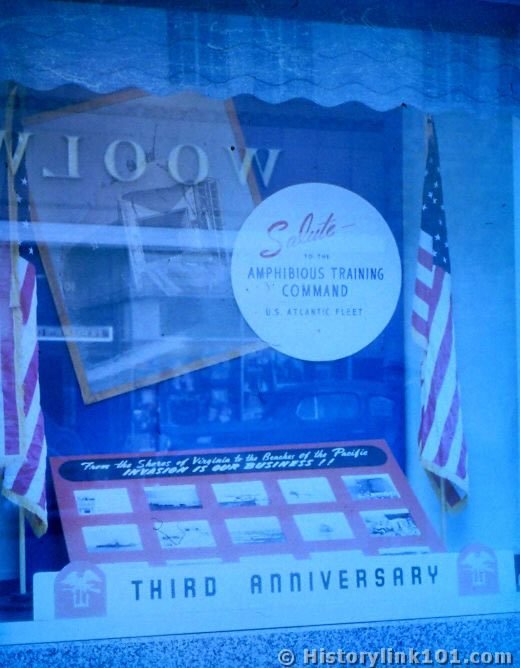 WOOLW
Salute—
TO THE
AMPHIBIOUS TRAINING
COMMAND
U.S. ATLANTIC FLEET
From the Shores of Virginia to the Beaches of the Pacific
INVASION IS OUR BUSINESS!!
THIRD ANNIVERSARY
© Historylink101.com